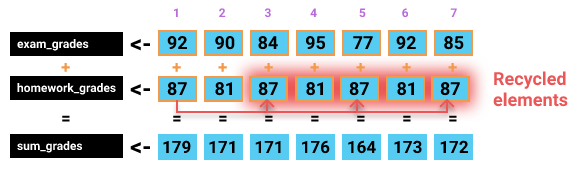 1 2 3 4 5 6 7
exam_grades <- 92 90 84 95 77 92 85
+ + + + + + + +
homework_grades <- 87 81 87 81 87 81 87
Recycled
elements
= = = = = = = =
sum_grades <- 179 171 171 176 164 173 172